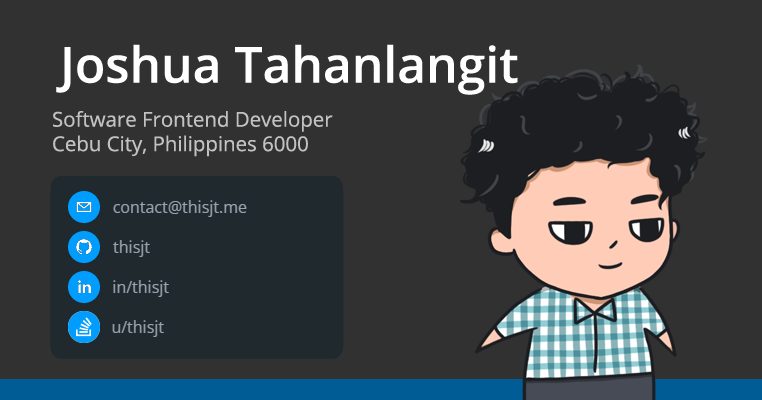 Joshua Tahanlangit
Software Frontend Developer
Cebu City, Philippines 6000
contact@thisjt.me
thisjt
in/thisjt
u/thisjt